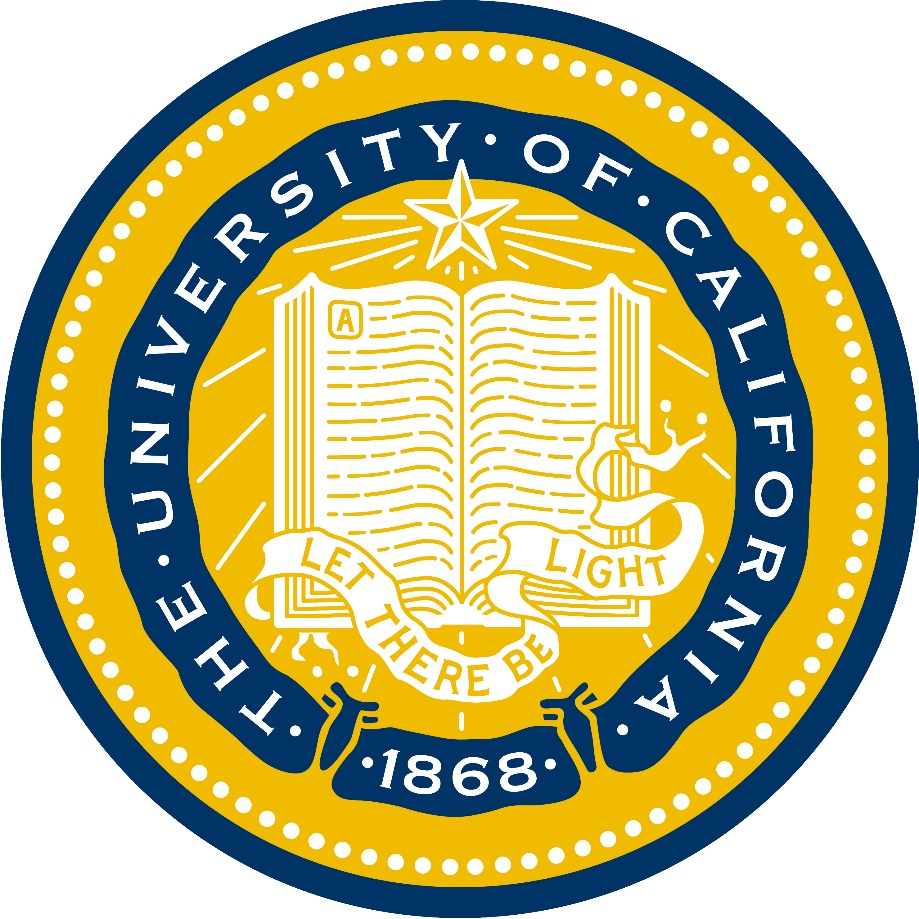 ·THE·UNIVERSITY·OF·CALIFORNIA·
A
LET THERE BE LIGHT
·1868·